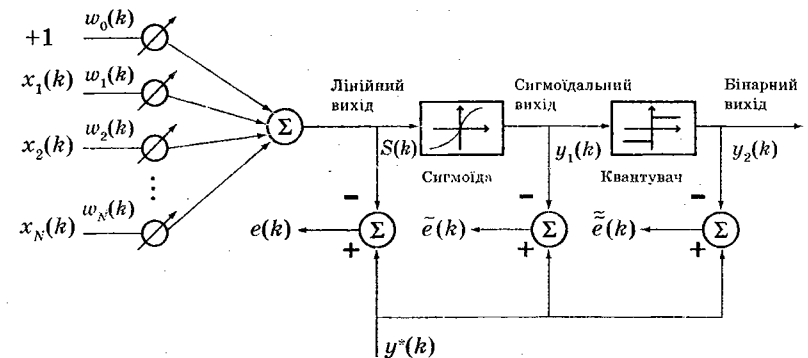 +1 w₀(k)
x₁(k) w₁(k)
x₂(k) w₂(k)
⋮
x_N(k) w_N(k)
Σ
Лінійний
вихід
S(k)
Сигмоїда
Сигмоїдальний
вихід
y₁(k)
Квантувач
Бінарний
вихід
y₂(k)
− − −
e(k) Σ ẽ(k) Σ ẽ̃(k) Σ
+ + +
y*(k)